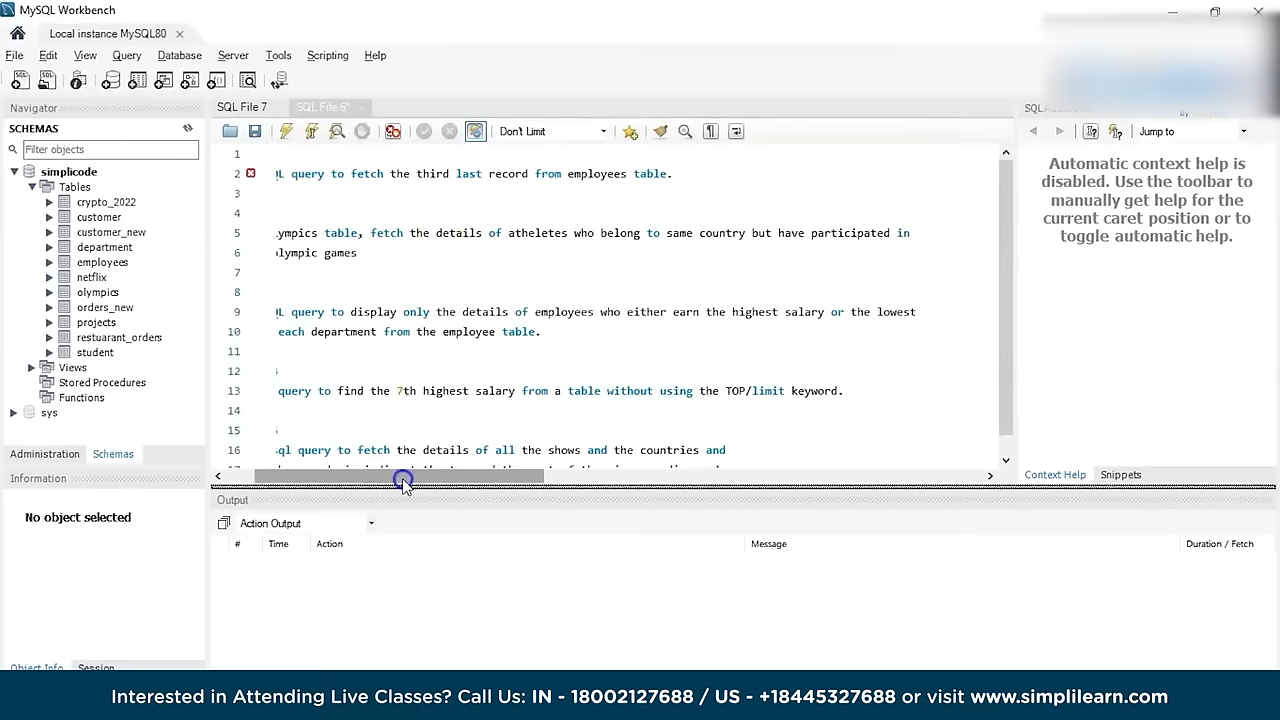 MySQL Workbench
Local instance MySQL80
File Edit View Query Database Server Tools Scripting Help
Navigator
SCHEMAS
Filter objects
simplicode
Tables
crypto_2022
customer
customer_new
department
employees
netflix
olympics
orders_new
projects
restuarant_orders
student
Views
Stored Procedures
Functions
sys
Administration Schemas
Information
No object selected
Object Info Session
SQL File 7 SQL File 5*
Don't Limit
1
2 L query to fetch the third last record from employees table.
3
4
5 ympics table, fetch the details of atheletes who belong to same country but have participated in
6 lympic games
7
8
9 L query to display only the details of employees who either earn the highest salary or the lowest
10 each department from the employee table.
11
12
13 query to find the 7th highest salary from a table without using the TOP/limit keyword.
14
15
16 sql query to fetch the details of all the shows and the countries and
Jump to
Automatic context help is
disabled. Use the toolbar to
manually get help for the
current caret position or to
toggle automatic help.
Context Help Snippets
Output
Action Output
# Time Action Message Duration / Fetch
Interested in Attending Live Classes? Call Us: IN - 18002127688 / US - +18445327688 or visit www.simplilearn.com